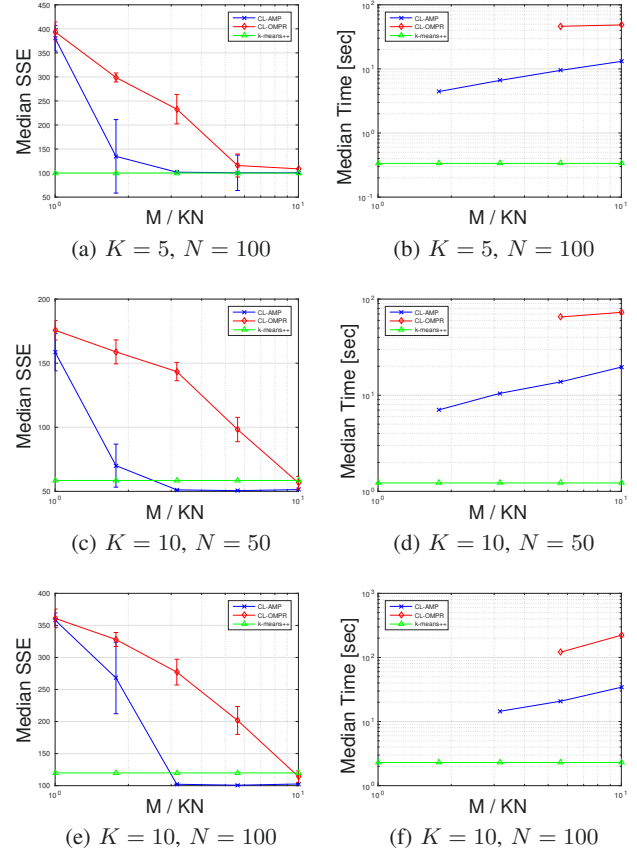 450
400
350
300
250
200
150
100
50
Median SSE
CL-AMP
CL-OMPR
k-means++
10^0
10^1
M / KN
(a) K = 5, N = 100
10^2
10^1
10^0
10^-1
Median Time [sec]
CL-AMP
CL-OMPR
k-means++
10^0
10^1
M / KN
(b) K = 5, N = 100
200
150
100
50
Median SSE
CL-AMP
CL-OMPR
k-means++
10^0
10^1
M / KN
(c) K = 10, N = 50
10^2
10^1
10^0
Median Time [sec]
CL-AMP
CL-OMPR
k-means++
10^0
10^1
M / KN
(d) K = 10, N = 50
400
350
300
250
200
150
100
Median SSE
CL-AMP
CL-OMPR
k-means++
10^0
10^1
M / KN
(e) K = 10, N = 100
10^3
10^2
10^1
10^0
Median Time [sec]
CL-AMP
CL-OMPR
k-means++
10^0
10^1
M / KN
(f) K = 10, N = 100